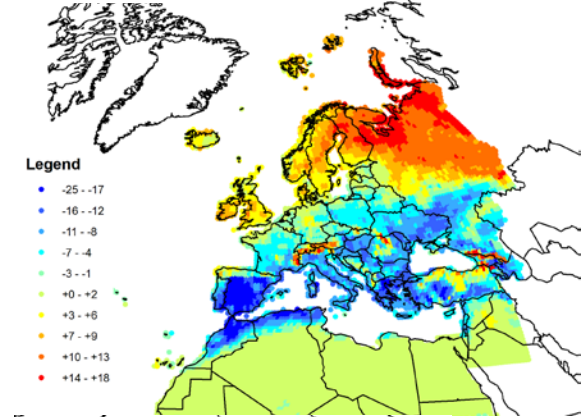 Legend
-25 - -17
-16 - -12
-11 - -8
-7 - -4
-3 - -1
+0 - +2
+3 - +6
+7 - +9
+10 - +13
+14 - +18